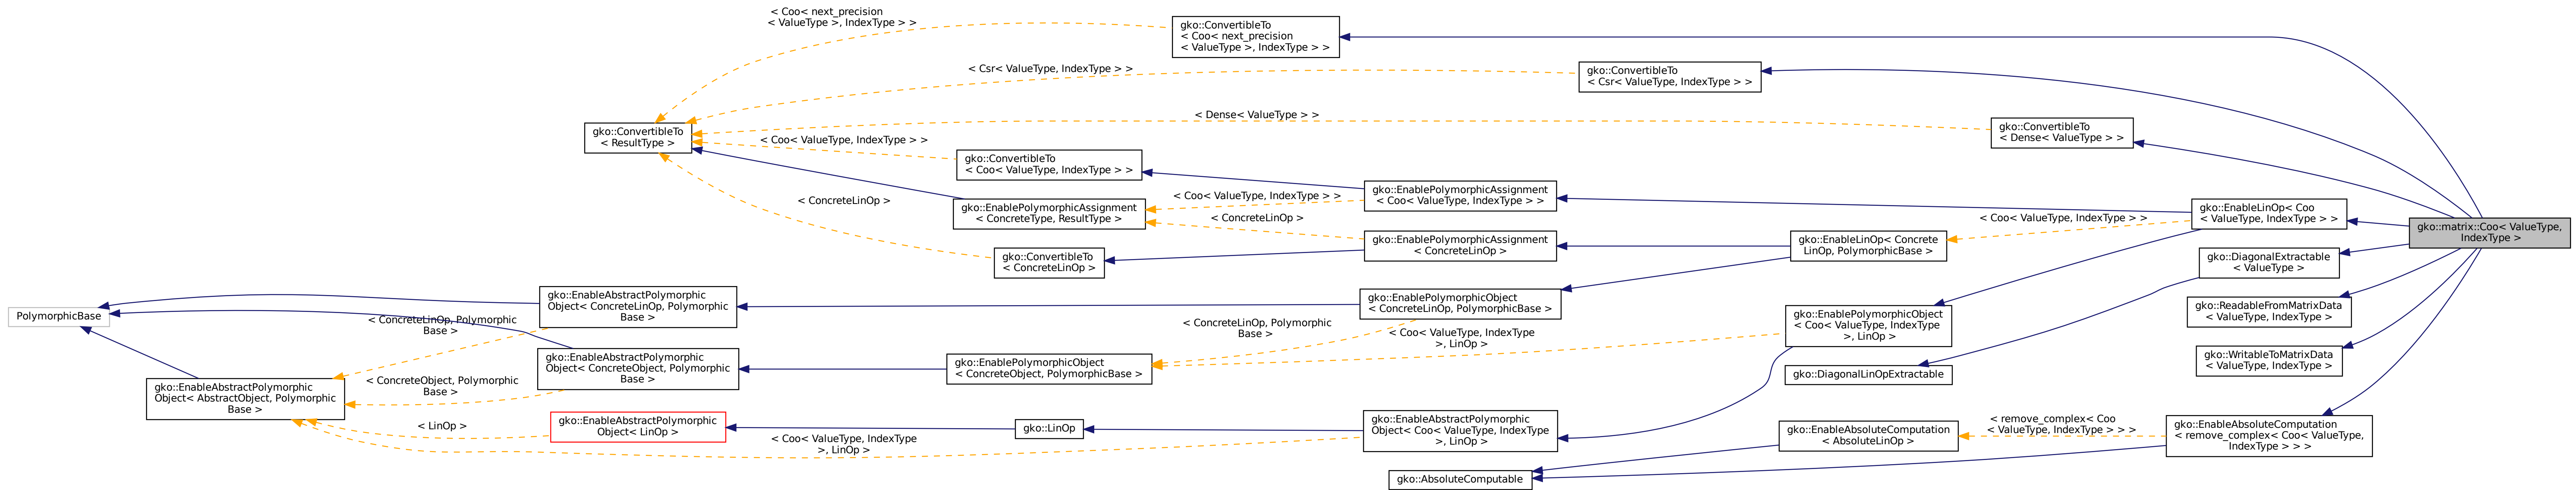 < Coo< next_precision
< ValueType >, IndexType > >
gko::ConvertibleTo
< Coo< next_precision
< ValueType >, IndexType > >
< Csr< ValueType, IndexType > >
gko::ConvertibleTo
< Csr< ValueType, IndexType > >
< Dense< ValueType > >
gko::ConvertibleTo
< Dense< ValueType > >
gko::ConvertibleTo
< ResultType >
< Coo< ValueType, IndexType > >
gko::ConvertibleTo
< Coo< ValueType, IndexType > >
gko::EnablePolymorphicAssignment
< Coo< ValueType, IndexType > >
< Coo< ValueType, IndexType > >
< ConcreteLinOp >
gko::EnablePolymorphicAssignment
< ConcreteType, ResultType >
< ConcreteLinOp >
gko::EnableLinOp< Coo
< ValueType, IndexType > >
< Coo< ValueType, IndexType > >
gko::matrix::Coo< ValueType,
IndexType >
gko::EnablePolymorphicAssignment
< ConcreteLinOp >
gko::EnableLinOp< Concrete
LinOp, PolymorphicBase >
gko::ConvertibleTo
< ConcreteLinOp >
gko::DiagonalExtractable
< ValueType >
gko::EnableAbstractPolymorphic
Object< ConcreteLinOp, Polymorphic
Base >
gko::EnablePolymorphicObject
< ConcreteLinOp, PolymorphicBase >
gko::ReadableFromMatrixData
< ValueType, IndexType >
PolymorphicBase
< ConcreteLinOp, Polymorphic
Base >
< ConcreteLinOp, Polymorphic
Base >
< Coo< ValueType, IndexType
>, LinOp >
gko::EnablePolymorphicObject
< Coo< ValueType, IndexType
>, LinOp >
gko::EnableAbstractPolymorphic
Object< ConcreteObject, Polymorphic
Base >
gko::EnablePolymorphicObject
< ConcreteObject, PolymorphicBase >
gko::WritableToMatrixData
< ValueType, IndexType >
gko::DiagonalLinOpExtractable
gko::EnableAbstractPolymorphic
Object< AbstractObject, Polymorphic
Base >
< ConcreteObject, Polymorphic
Base >
< LinOp >
gko::EnableAbstractPolymorphic
Object< LinOp >
gko::LinOp
gko::EnableAbstractPolymorphic
Object< Coo< ValueType, IndexType
>, LinOp >
< Coo< ValueType, IndexType
>, LinOp >
gko::EnableAbsoluteComputation
< AbsoluteLinOp >
< remove_complex< Coo
< ValueType, IndexType > > >
gko::EnableAbsoluteComputation
< remove_complex< Coo< ValueType,
IndexType > > >
gko::AbsoluteComputable